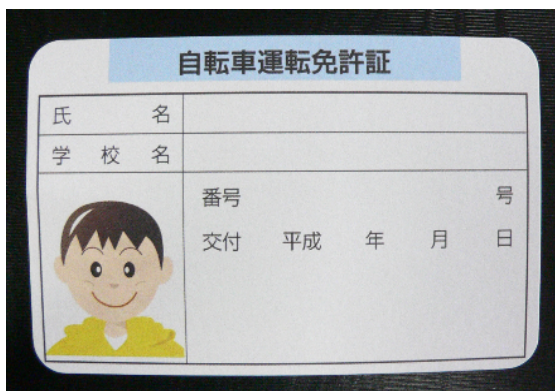 自転車運転免許証
氏名
学校名
番号 号
交付 平成 年 月 日